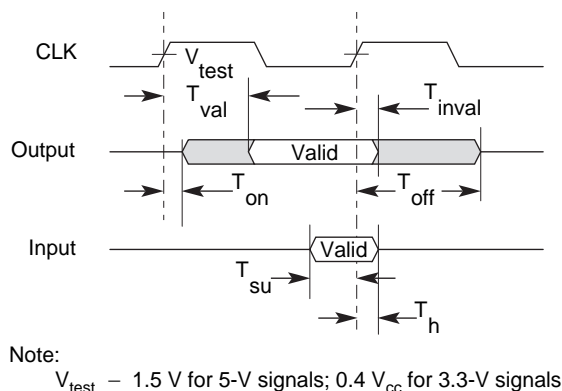 CLK
V_test
T_val
T_inval
Output
Valid
T_on
T_off
Input
Valid
T_su
T_h
Note:
V_test – 1.5 V for 5-V signals; 0.4 V_cc for 3.3-V signals